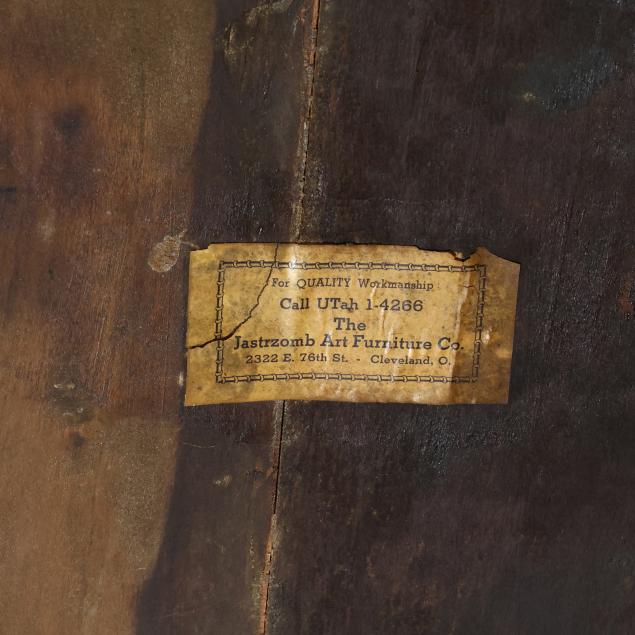 For QUALITY Workmanship
Call UTah 1-4266
The
Jastrzomb Art Furniture Co.
2322 E. 76th St. - Cleveland, O.